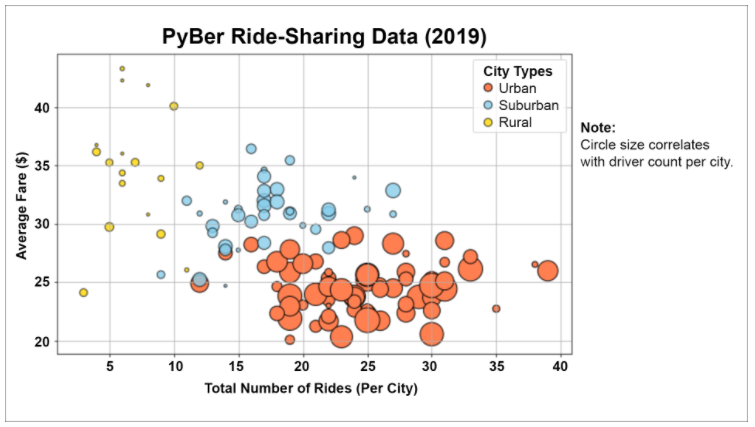 PyBer Ride-Sharing Data (2019)
City Types
Urban
Suburban
Rural
Note:
Circle size correlates
with driver count per city.
Average Fare ($)
40
35
30
25
20
5 10 15 20 25 30 35 40
Total Number of Rides (Per City)